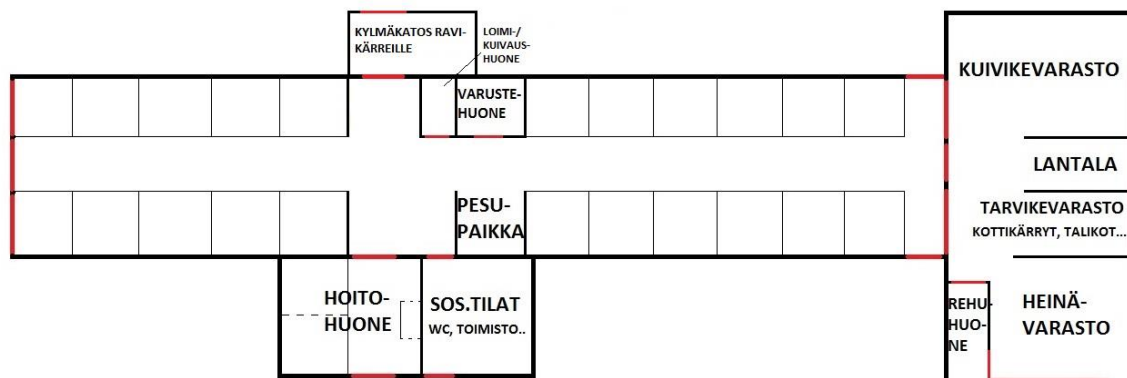 KYLMÄKATOS RAVI-
KÄRREILLE
LOIMI-/
KUIVAUS-
HUONE
VARUSTE-
HUONE
KUIVIKEVARASTO
LANTALA
PESU-
PAIKKA
TARVIKEVARASTO
KOTTIKÄRRYT, TALIKOT...
HOITO-
HUONE
SOS.TILAT
WC, TOIMISTO..
REHU-
HUO-
NE
HEINÄ-
VARASTO